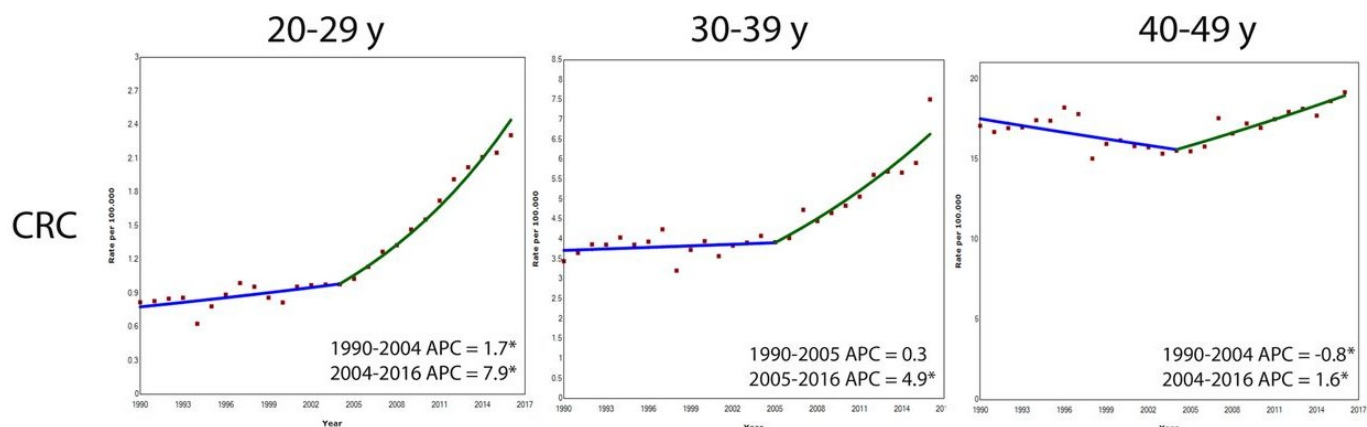 20-29 y
30-39 y
40-49 y
CRC
Rate per 100.000
3
2.7
2.4
2.1
1.8
1.5
1.2
0.9
0.6
0.3
0
1990 1993 1996 1999 2002 2005 2008 2011 2014 2017
Year
1990-2004 APC = 1.7*
2004-2016 APC = 7.9*
Rate per 100.000
8.5
8
7.5
7
6.5
6
5.5
5
4.5
4
3.5
3
2.5
2
1.5
1
0.5
0
1990 1993 1996 1999 2002 2005 2008 2011 2014
Year
1990-2005 APC = 0.3
2005-2016 APC = 4.9*
Rate per 100.000
20
15
10
5
0
1990 1993 1996 1999 2002 2005 2008 2011 2014 2017
Year
1990-2004 APC = -0.8*
2004-2016 APC = 1.6*